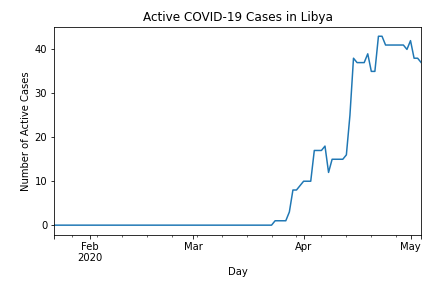 Active COVID-19 Cases in Libya
Number of Active Cases
40
30
20
10
0
Feb
2020
Mar
Apr
May
Day